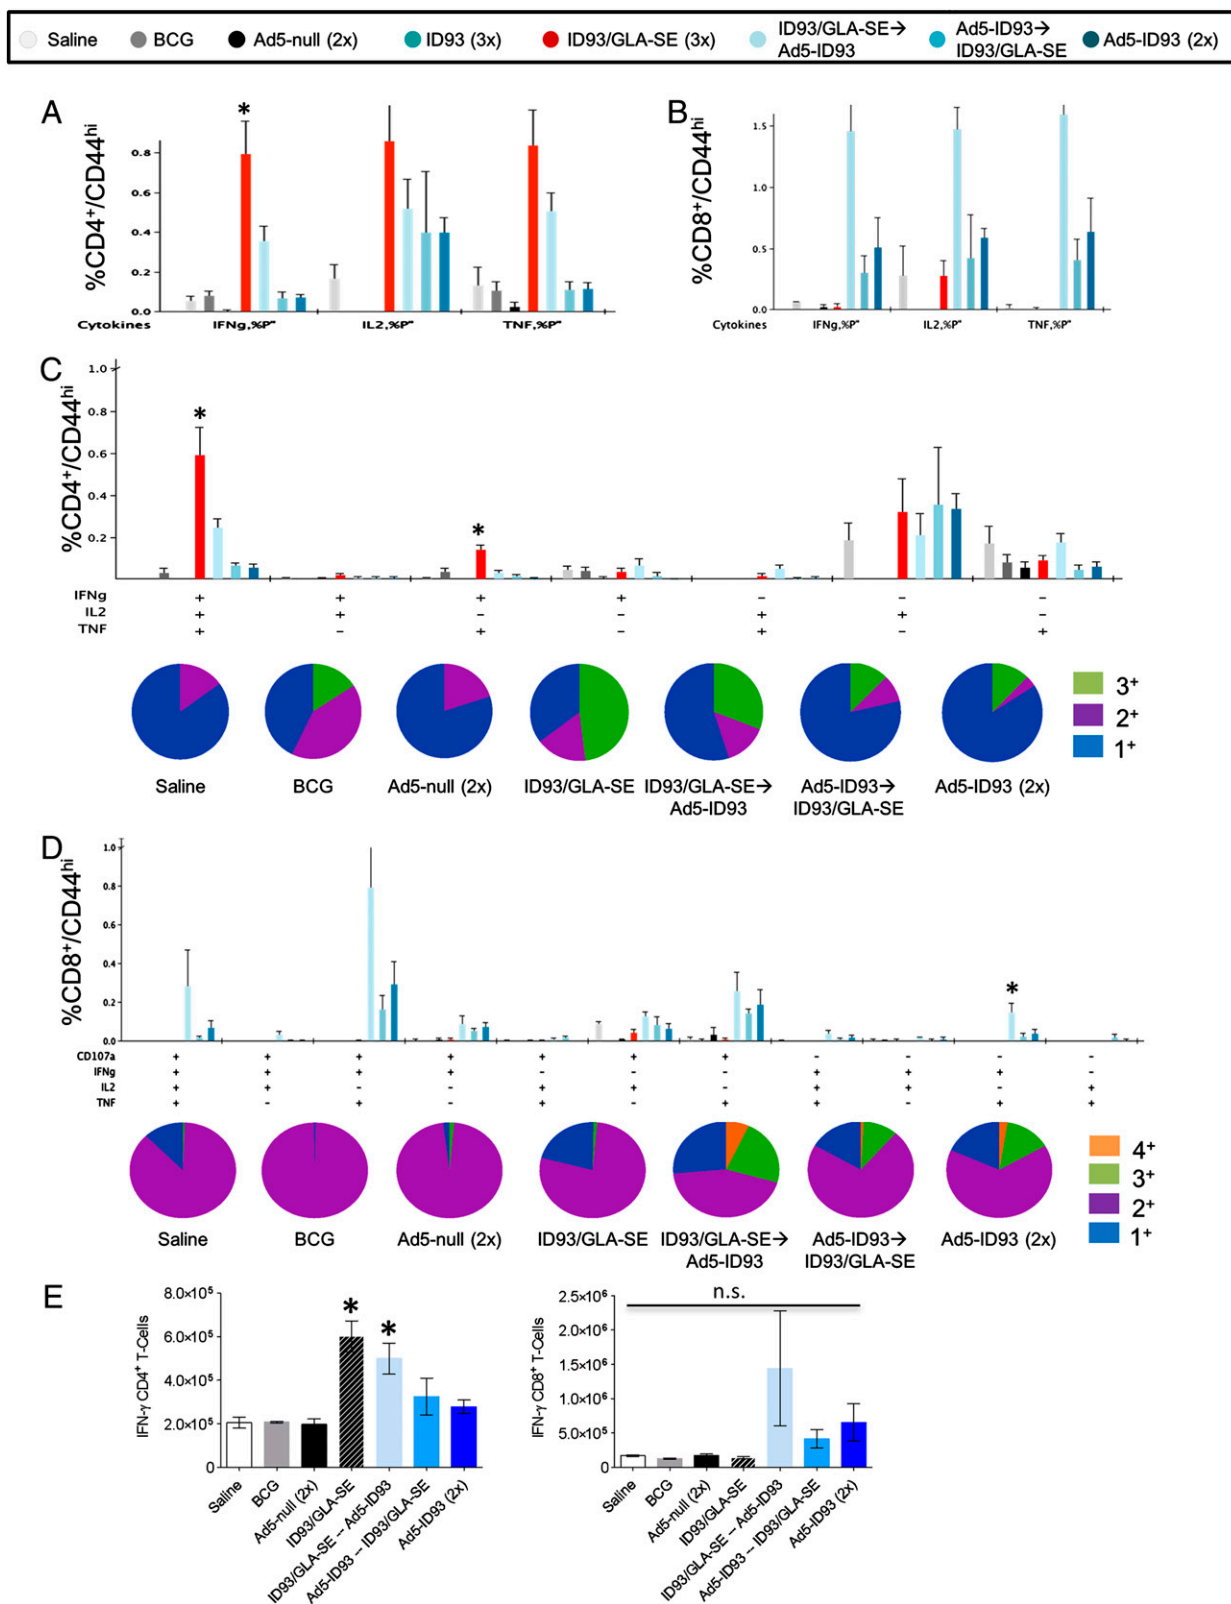 Saline BCG Ad5-null (2x) ID93 (3x) ID93/GLA-SE (3x) ID93/GLA-SE→ Ad5-ID93→ Ad5-ID93 (2x)
Ad5-ID93 ID93/GLA-SE
A
*
%CD4⁺/CD44ʰⁱ
0.8
0.6
0.4
0.2
0.0
Cytokines IFNg,%P* IL2,%P* TNF,%P*
B
%CD8⁺/CD44ʰⁱ
1.5
1.0
0.5
0.0
Cytokines IFNg,%P* IL2,%P* TNF,%P*
C
%CD4⁺/CD44ʰⁱ
1.0
0.8
0.6
0.4
0.2
* *
IFNg + + + + - - -
IL2 + + - - + + -
TNF + - + - + - +
3⁺
2⁺
1⁺
Saline BCG Ad5-null (2x) ID93/GLA-SE ID93/GLA-SE→ Ad5-ID93→ Ad5-ID93 (2x)
Ad5-ID93 ID93/GLA-SE
D
%CD8⁺/CD44ʰⁱ
1.0
0.8
0.6
0.4
0.2
0.0
*
CD107a + + + + + + + - - - -
IFNg + + + + - - - + + + -
IL2 + + - - + + - + + - +
TNF + - + - + - + + - + +
4⁺
3⁺
2⁺
1⁺
Saline BCG Ad5-null (2x) ID93/GLA-SE ID93/GLA-SE→ Ad5-ID93→ Ad5-ID93 (2x)
Ad5-ID93 ID93/GLA-SE
E
IFN-γ CD4⁺ T-Cells
8.0×10⁵
6.0×10⁵
4.0×10⁵
2.0×10⁵
0
* *
Saline
BCG
Ad5-null (2x)
ID93/GLA-SE
ID93/GLA-SE -- Ad5-ID93
Ad5-ID93 -- ID93/GLA-SE
Ad5-ID93 (2x)
n.s.
IFN-γ CD8⁺ T-Cells
2.5×10⁶
2.0×10⁶
1.5×10⁶
1.0×10⁶
5.0×10⁵
0
Saline
BCG
Ad5-null (2x)
ID93/GLA-SE
ID93/GLA-SE -- Ad5-ID93
Ad5-ID93 -- ID93/GLA-SE
Ad5-ID93 (2x)